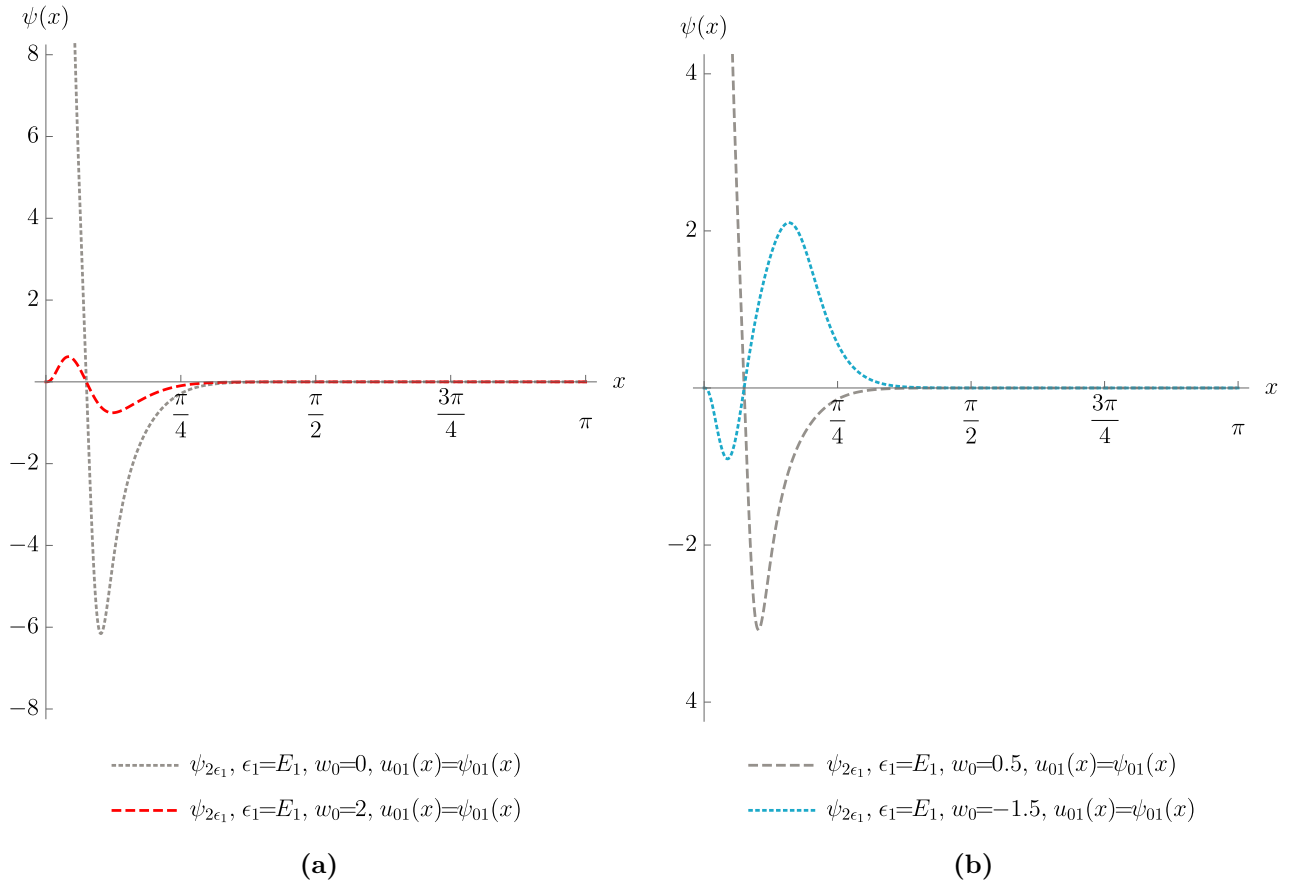 ψ(x)
8
6
4
2
−2
−4
−6
−8
π/4
π/2
3π/4
π
x
ψ_{2ϵ_1}, ϵ_1=E_1, w_0=0, u_{01}(x)=ψ_{01}(x)
ψ_{2ϵ_1}, ϵ_1=E_1, w_0=2, u_{01}(x)=ψ_{01}(x)
(a)
ψ(x)
4
2
−2
4
π/4
π/2
3π/4
π
x
ψ_{2ϵ_1}, ϵ_1=E_1, w_0=0.5, u_{01}(x)=ψ_{01}(x)
ψ_{2ϵ_1}, ϵ_1=E_1, w_0=−1.5, u_{01}(x)=ψ_{01}(x)
(b)